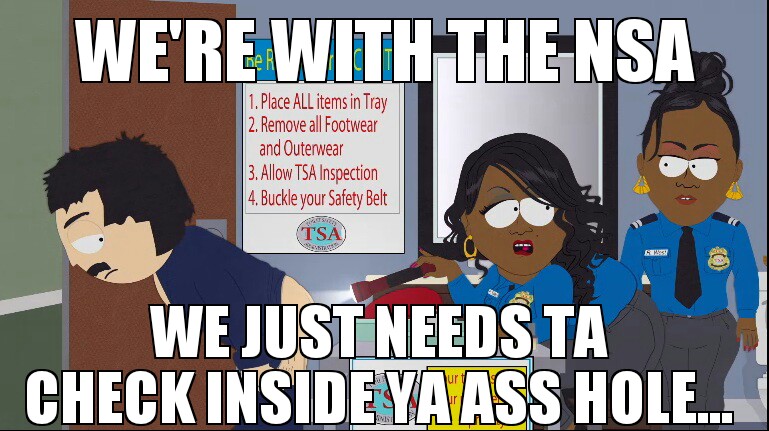 WE'RE WITH THE NSA
1. Place ALL items in Tray
2. Remove all Footwear
and Outerwear
3. Allow TSA Inspection
4. Buckle your Safety Belt
TSA
WE JUST NEEDS TA
CHECK INSIDE YA ASS HOLE...